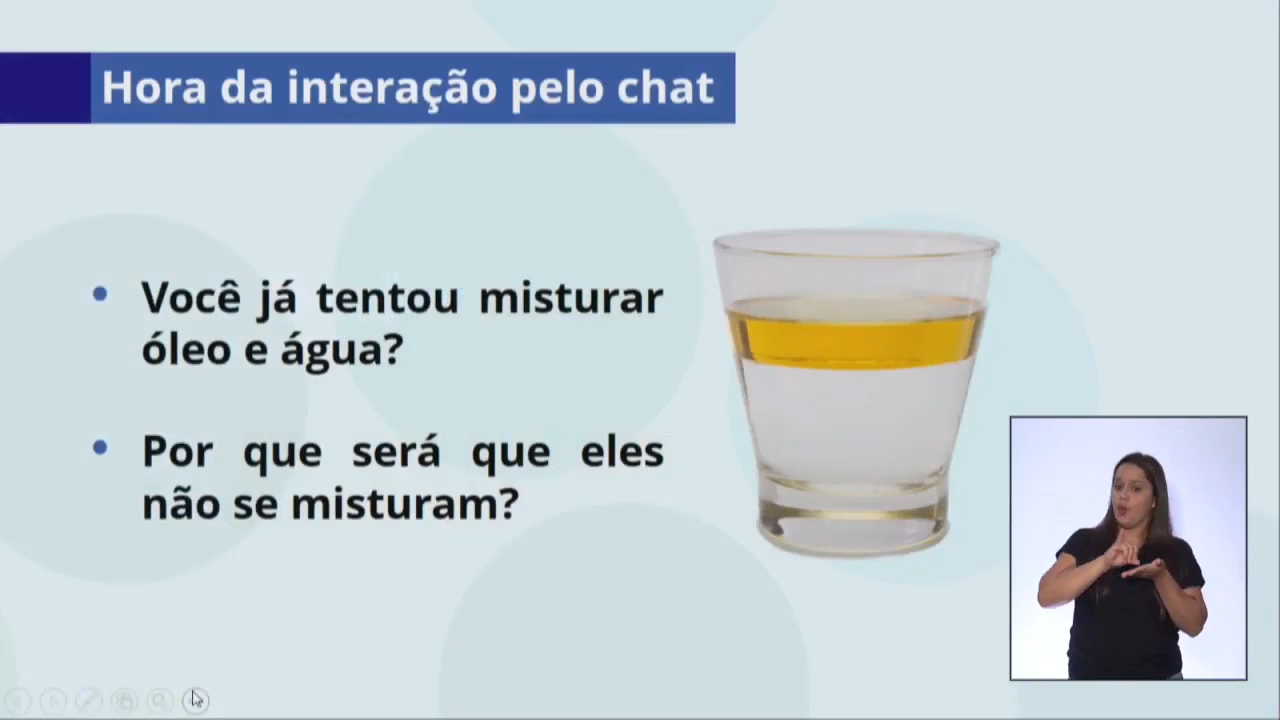 Hora da interação pelo chat
Você já tentou misturar
óleo e água?
Por que será que eles
não se misturam?